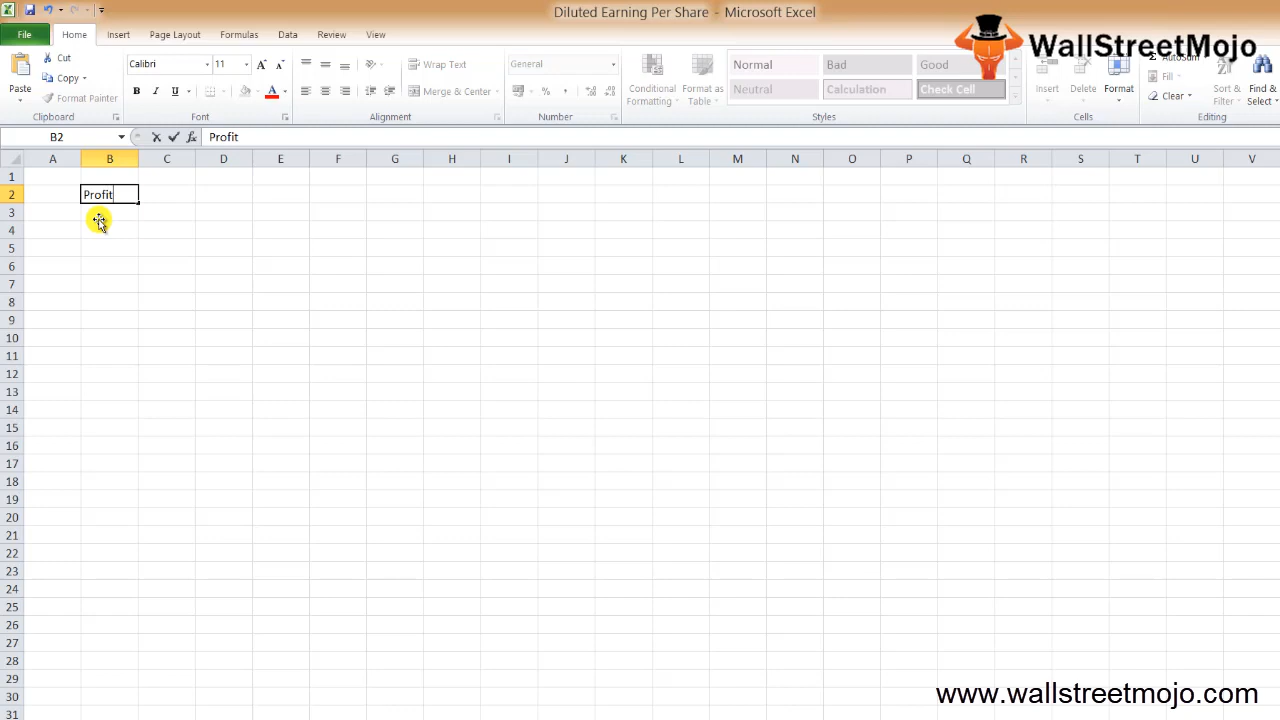 Diluted Earning Per Share - Microsoft Excel
WallStreetMojo
File Home Insert Page Layout Formulas Data Review View
Paste
Cut
Copy
Format Painter
Clipboard
Calibri 11
B I U
A A A
Font
Wrap Text
Merge & Center
Alignment
General
%
Number
Conditional Formatting
Format as Table
Normal Bad Good
Neutral Calculation Check Cell
Styles
Insert Delete Format
Cells
Σ AutoSum
Fill
Clear
Sort & Filter
Find & Select
Editing
B2 fx Profit
A B C D E F G H I J K L M N O P Q R S T U V
1
2 Profit
3
4
5
6
7
8
9
10
11
12
13
14
15
16
17
18
19
20
21
22
23
24
25
26
27
28
29
30
31
www.wallstreetmojo.com